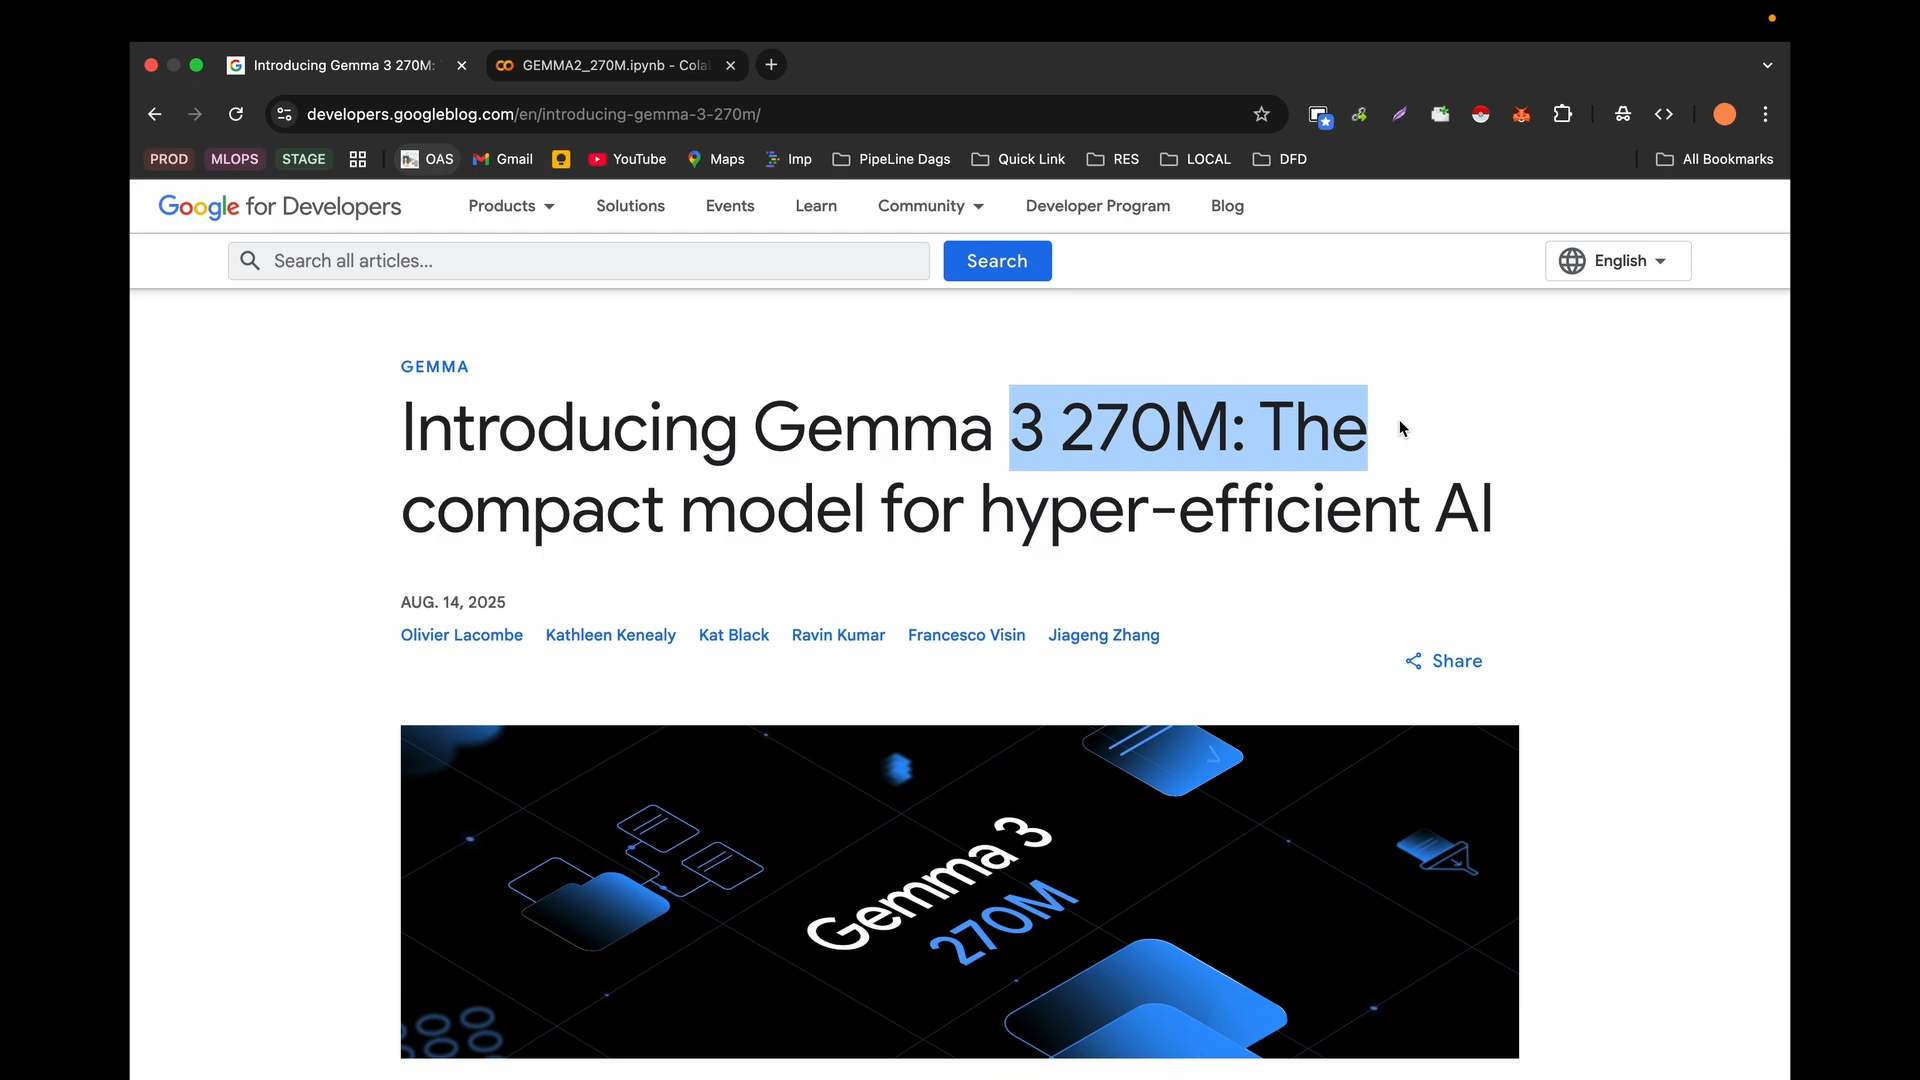 Introducing Gemma 3 270M:
GEMMA2_270M.ipynb - Cola
developers.googleblog.com/en/introducing-gemma-3-270m/
PROD MLOPS STAGE OAS Gmail YouTube Maps Imp PipeLine Dags Quick Link RES LOCAL DFD All Bookmarks
Google for Developers Products Solutions Events Learn Community Developer Program Blog
Search all articles... Search English
GEMMA
Introducing Gemma 3 270M: The
compact model for hyper-efficient AI
AUG. 14, 2025
Olivier Lacombe Kathleen Kenealy Kat Black Ravin Kumar Francesco Visin Jiageng Zhang
Share
Gemma 3
270M